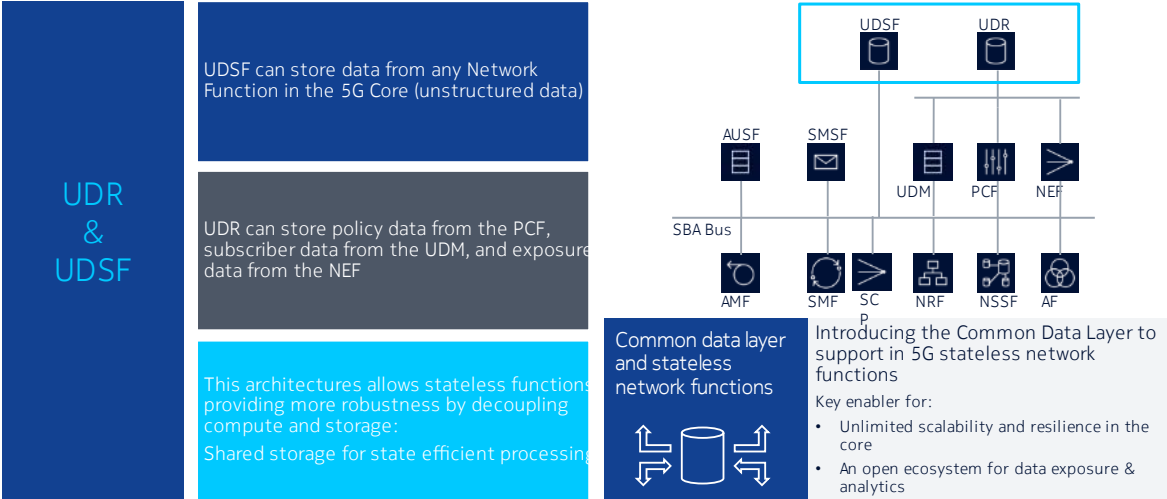 UDR
&
UDSF
UDSF can store data from any Network
Function in the 5G Core (unstructured data)
UDR can store policy data from the PCF,
subscriber data from the UDM, and exposure
data from the NEF
This architectures allows stateless functions
providing more robustness by decoupling
compute and storage:
Shared storage for state efficient processing
UDSF
UDR
AUSF
SMSF
UDM
PCF
NEF
SBA Bus
AMF
SMF
SC
P
NRF
NSSF
AF
Common data layer
and stateless
network functions
Introducing the Common Data Layer to
support in 5G stateless network
functions
Key enabler for:
• Unlimited scalability and resilience in the
core
• An open ecosystem for data exposure &
analytics